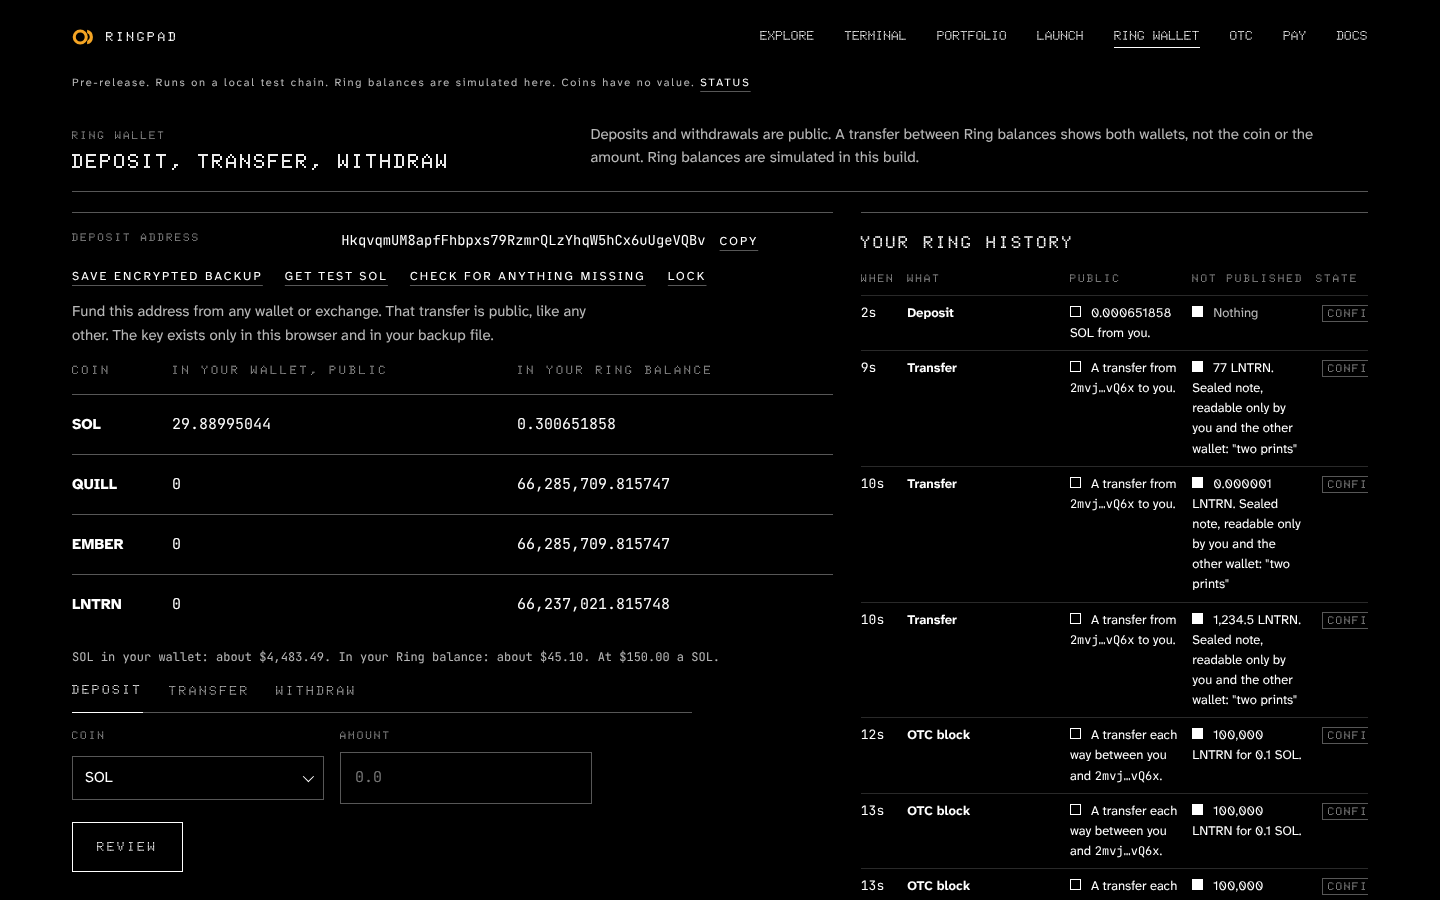 RINGPAD
EXPLORE TERMINAL PORTFOLIO LAUNCH RING WALLET OTC PAY DOCS
Pre-release. Runs on a local test chain. Ring balances are simulated here. Coins have no value. STATUS
RING WALLET
DEPOSIT, TRANSFER, WITHDRAW
Deposits and withdrawals are public. A transfer between Ring balances shows both wallets, not the coin or the
amount. Ring balances are simulated in this build.
DEPOSIT ADDRESS HkqvqmUM8apfFhbpxs79RzmrQLzYhqW5hCx6uUgeVQBv COPY
SAVE ENCRYPTED BACKUP GET TEST SOL CHECK FOR ANYTHING MISSING LOCK
Fund this address from any wallet or exchange. That transfer is public, like any
other. The key exists only in this browser and in your backup file.
COIN IN YOUR WALLET, PUBLIC IN YOUR RING BALANCE
SOL 29.88995044 0.300651858
QUILL 0 66,285,709.815747
EMBER 0 66,285,709.815747
LNTRN 0 66,237,021.815748
SOL in your wallet: about $4,483.49. In your Ring balance: about $45.10. At $150.00 a SOL.
DEPOSIT TRANSFER WITHDRAW
COIN AMOUNT
SOL 0.0
REVIEW
YOUR RING HISTORY
WHEN WHAT PUBLIC NOT PUBLISHED STATE
2s Deposit 0.000651858 Nothing CONFI
SOL from you.
9s Transfer A transfer from 77 LNTRN. CONFI
2mvj…vQ6x to you. Sealed note,
readable only by
you and the other
wallet: "two prints"
10s Transfer A transfer from 0.000001 CONFI
2mvj…vQ6x to you. LNTRN. Sealed
note, readable only
by you and the
other wallet: "two
prints"
10s Transfer A transfer from 1,234.5 LNTRN. CONFI
2mvj…vQ6x to you. Sealed note,
readable only by
you and the other
wallet: "two prints"
12s OTC block A transfer each 100,000 CONFI
way between you LNTRN for 0.1 SOL.
and 2mvj…vQ6x.
13s OTC block A transfer each 100,000 CONFI
way between you LNTRN for 0.1 SOL.
and 2mvj…vQ6x.
13s OTC block A transfer each 100,000 CONFI